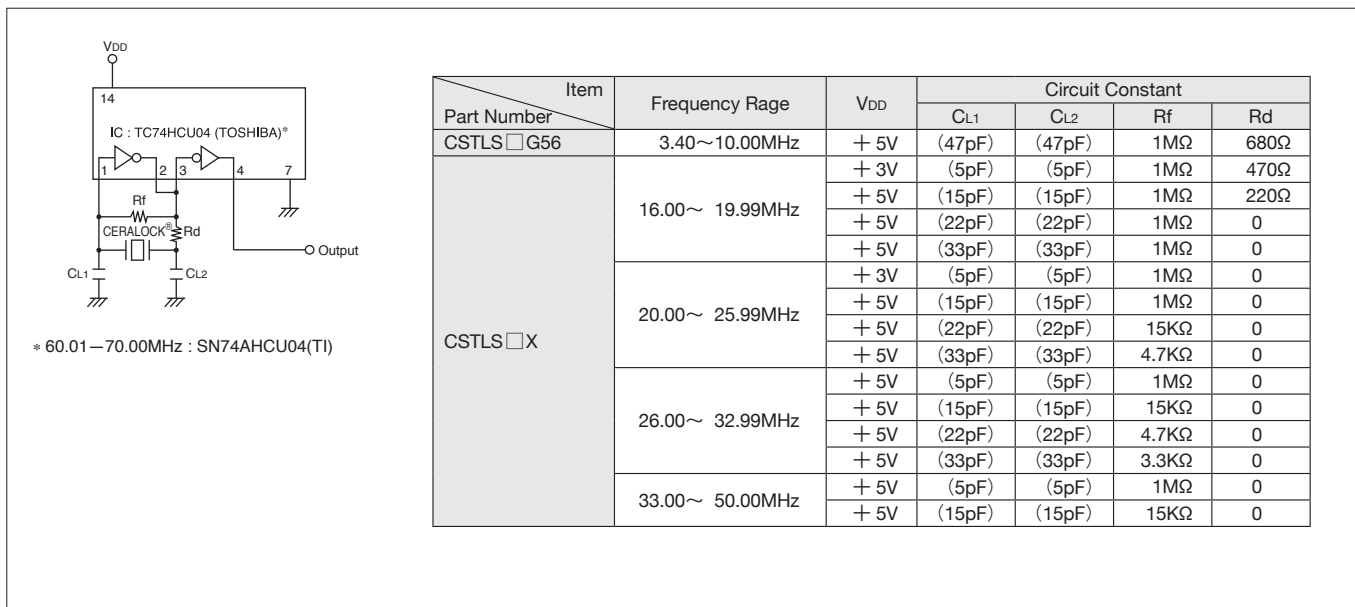 VDD
14
IC : TC74HCU04 (TOSHIBA)*
1 2 3 4 7
Rf
CERALOCK® Rd
Output
CL1 CL2
* 60.01—70.00MHz : SN74AHCU04(TI)
Item
Part Number
Frequency Rage
VDD
Circuit Constant
CL1 CL2 Rf Rd
CSTLS□G56 3.40～10.00MHz ＋5V (47pF) (47pF) 1MΩ 680Ω
CSTLS□X
16.00～ 19.99MHz
＋3V (5pF) (5pF) 1MΩ 470Ω
＋5V (15pF) (15pF) 1MΩ 220Ω
＋5V (22pF) (22pF) 1MΩ 0
＋5V (33pF) (33pF) 1MΩ 0
20.00～ 25.99MHz
＋3V (5pF) (5pF) 1MΩ 0
＋5V (15pF) (15pF) 1MΩ 0
＋5V (22pF) (22pF) 15KΩ 0
＋5V (33pF) (33pF) 4.7KΩ 0
26.00～ 32.99MHz
＋5V (5pF) (5pF) 1MΩ 0
＋5V (15pF) (15pF) 15KΩ 0
＋5V (22pF) (22pF) 4.7KΩ 0
＋5V (33pF) (33pF) 3.3KΩ 0
33.00～ 50.00MHz
＋5V (5pF) (5pF) 1MΩ 0
＋5V (15pF) (15pF) 15KΩ 0